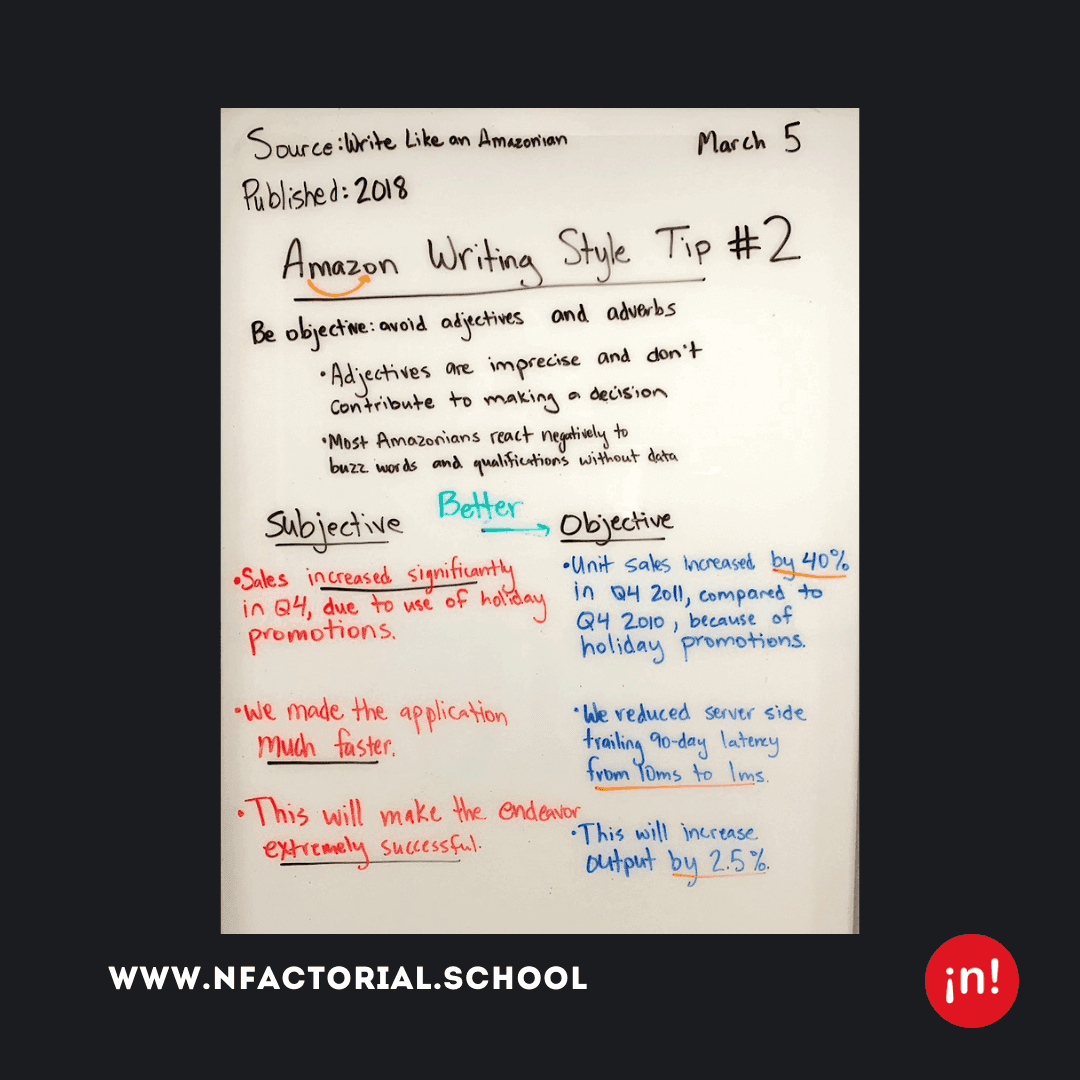 Source: Write Like an Amazonian
March 5
Published: 2018
Amazon Writing Style Tip #2
Be objective: avoid adjectives and adverbs
• Adjectives are imprecise and don't
contribute to making a decision
• Most Amazonians react negatively to
buzz words and qualifications without data
Subjective
Better
Objective
• Sales increased significantly
in Q4, due to use of holiday
promotions.
• Unit sales increased by 40%
in Q4 2011, compared to
Q4 2010, because of
holiday promotions.
• We made the application
much faster.
• We reduced server side
trailing 90-day latency
from 10ms to 1ms.
• This will make the endeavor
extremely successful.
• This will increase
output by 2.5%.
WWW.NFACTORIAL.SCHOOL
¡n!